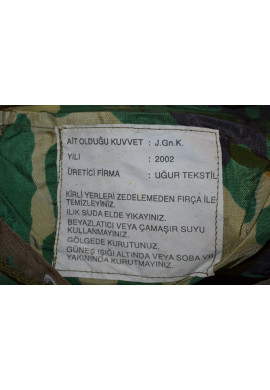 AİT OLDUĞU KUVVET : J.Gn.K.
YILI : 2002
ÜRETİCİ FİRMA : UĞUR TEKSTİL
KİRLİ YERLERİ ZEDELEMEDEN FIRÇA İLE
TEMİZLEYİNİZ.
ILIK SUDA ELDE YIKAYINIZ.
BEYAZLATICI VEYA ÇAMAŞIR SUYU
KULLANMAYINIZ.
GÖLGEDE KURUTUNUZ.
GÜNEŞ IŞIĞI ALTINDA VEYA SOBA VB
YAKININDA KURUTMAYINIZ.